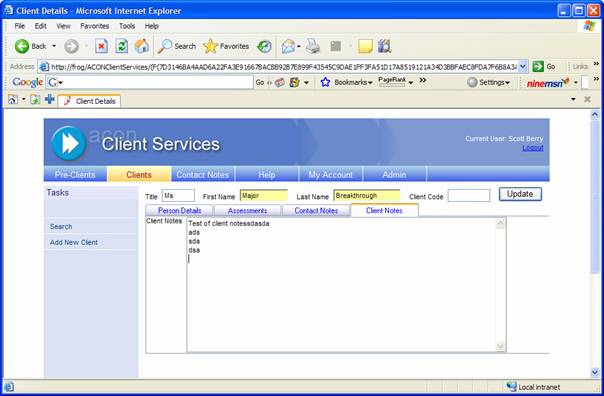 Client Details - Microsoft Internet Explorer
File Edit View Favorites Tools Help
Back Search Favorites
Address http://frog/ACONClientServices/(F(7D3146BA4AAD6A22FA3E91667BACBB92B7E899F43545C9DAE1FF3FA51D17A8519121A34D3BBFAEC8FDA7F6B8A3A Go Links »
Google G Go Bookmarks PageRank » Settings ninemsn »
Client Details
acon
Client Services
Current User: Scott Berry
Logout
Pre-Clients Clients Contact Notes Help My Account Admin
Tasks
Title Ms First Name Major Last Name Breakthrough Client Code Update
Person Details Assessments Contact Notes Client Notes
Search
Add New Client
Client Notes Test of client notessdasda
ads
sda
dsa
Local intranet